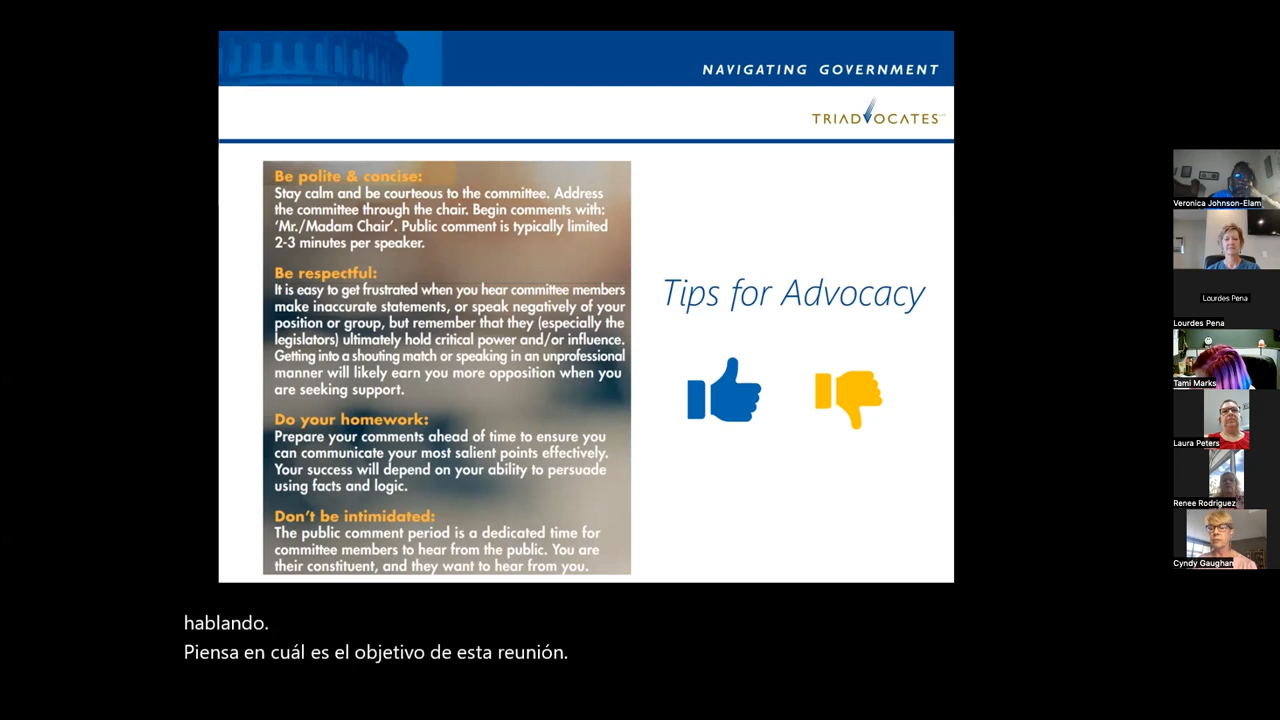 NAVIGATING GOVERNMENT
TRIADVOCATES
Be polite & concise:
Stay calm and be courteous to the committee. Address
the committee through the chair. Begin comments with:
'Mr./Madam Chair'. Public comment is typically limited
2-3 minutes per speaker.
Be respectful:
It is easy to get frustrated when you hear committee members
make inaccurate statements, or speak negatively of your
position or group, but remember that they (especially the
legislators) ultimately hold critical power and/or influence.
Getting into a shouting match or speaking in an unprofessional
manner will likely earn you more opposition when you
are seeking support.
Do your homework:
Prepare your comments ahead of time to ensure you
can communicate your most salient points effectively.
Your success will depend on your ability to persuade
using facts and logic.
Don't be intimidated:
The public comment period is a dedicated time for
committee members to hear from the public. You are
their constituent, and they want to hear from you.
Tips for Advocacy
Veronica Johnson-Elam
Lourdes Pena
Lourdes Pena
Tami Marks
Laura Peters
Renee Rodriguez
Cyndy Gaughan
hablando.
Piensa en cuál es el objetivo de esta reunión.